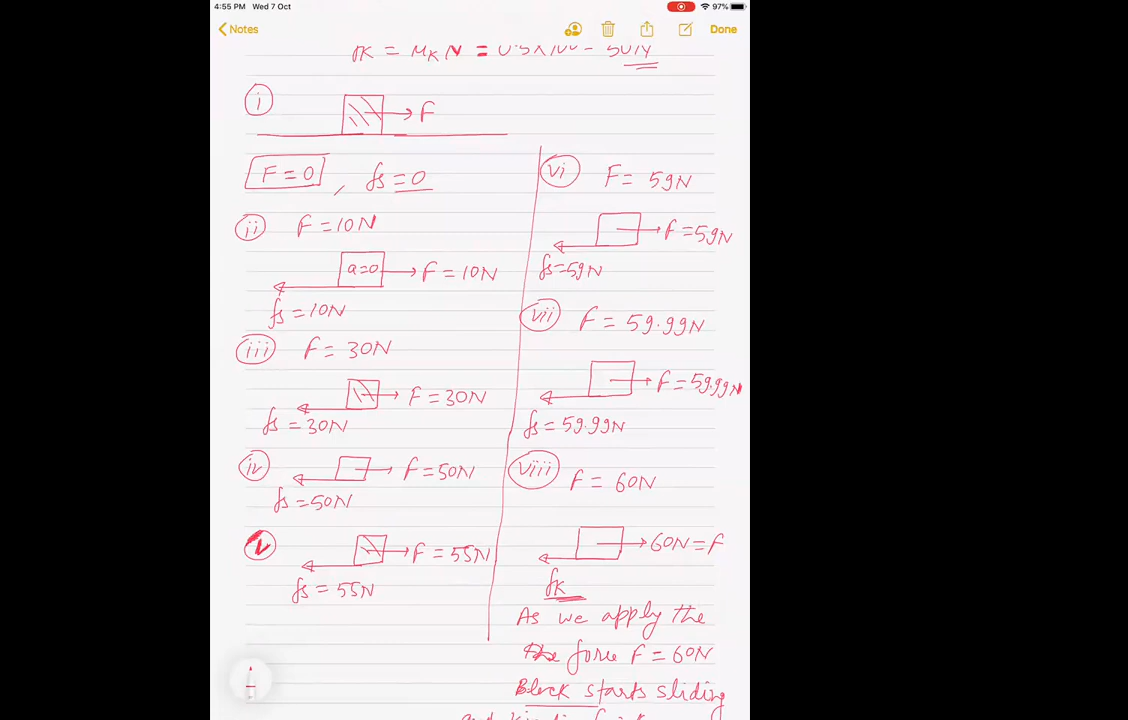 4:55 PM Wed 7 Oct
97%
Notes
Done
fK = μK N = 0.5x100 = 50N
i
F
F = 0 , fs = 0
ii F = 10N
a=0 F = 10N
fs = 10N
iii F = 30N
F = 30N
fs = 30N
iv F = 50N
fs = 50N
v F = 55N
fs = 55N
vi F = 59N
F = 59N
fs = 59N
vii F = 59.99N
F = 59.99N
fs = 59.99N
viii F = 60N
60N = F
fK
As we apply the
force F = 60N
Block starts sliding